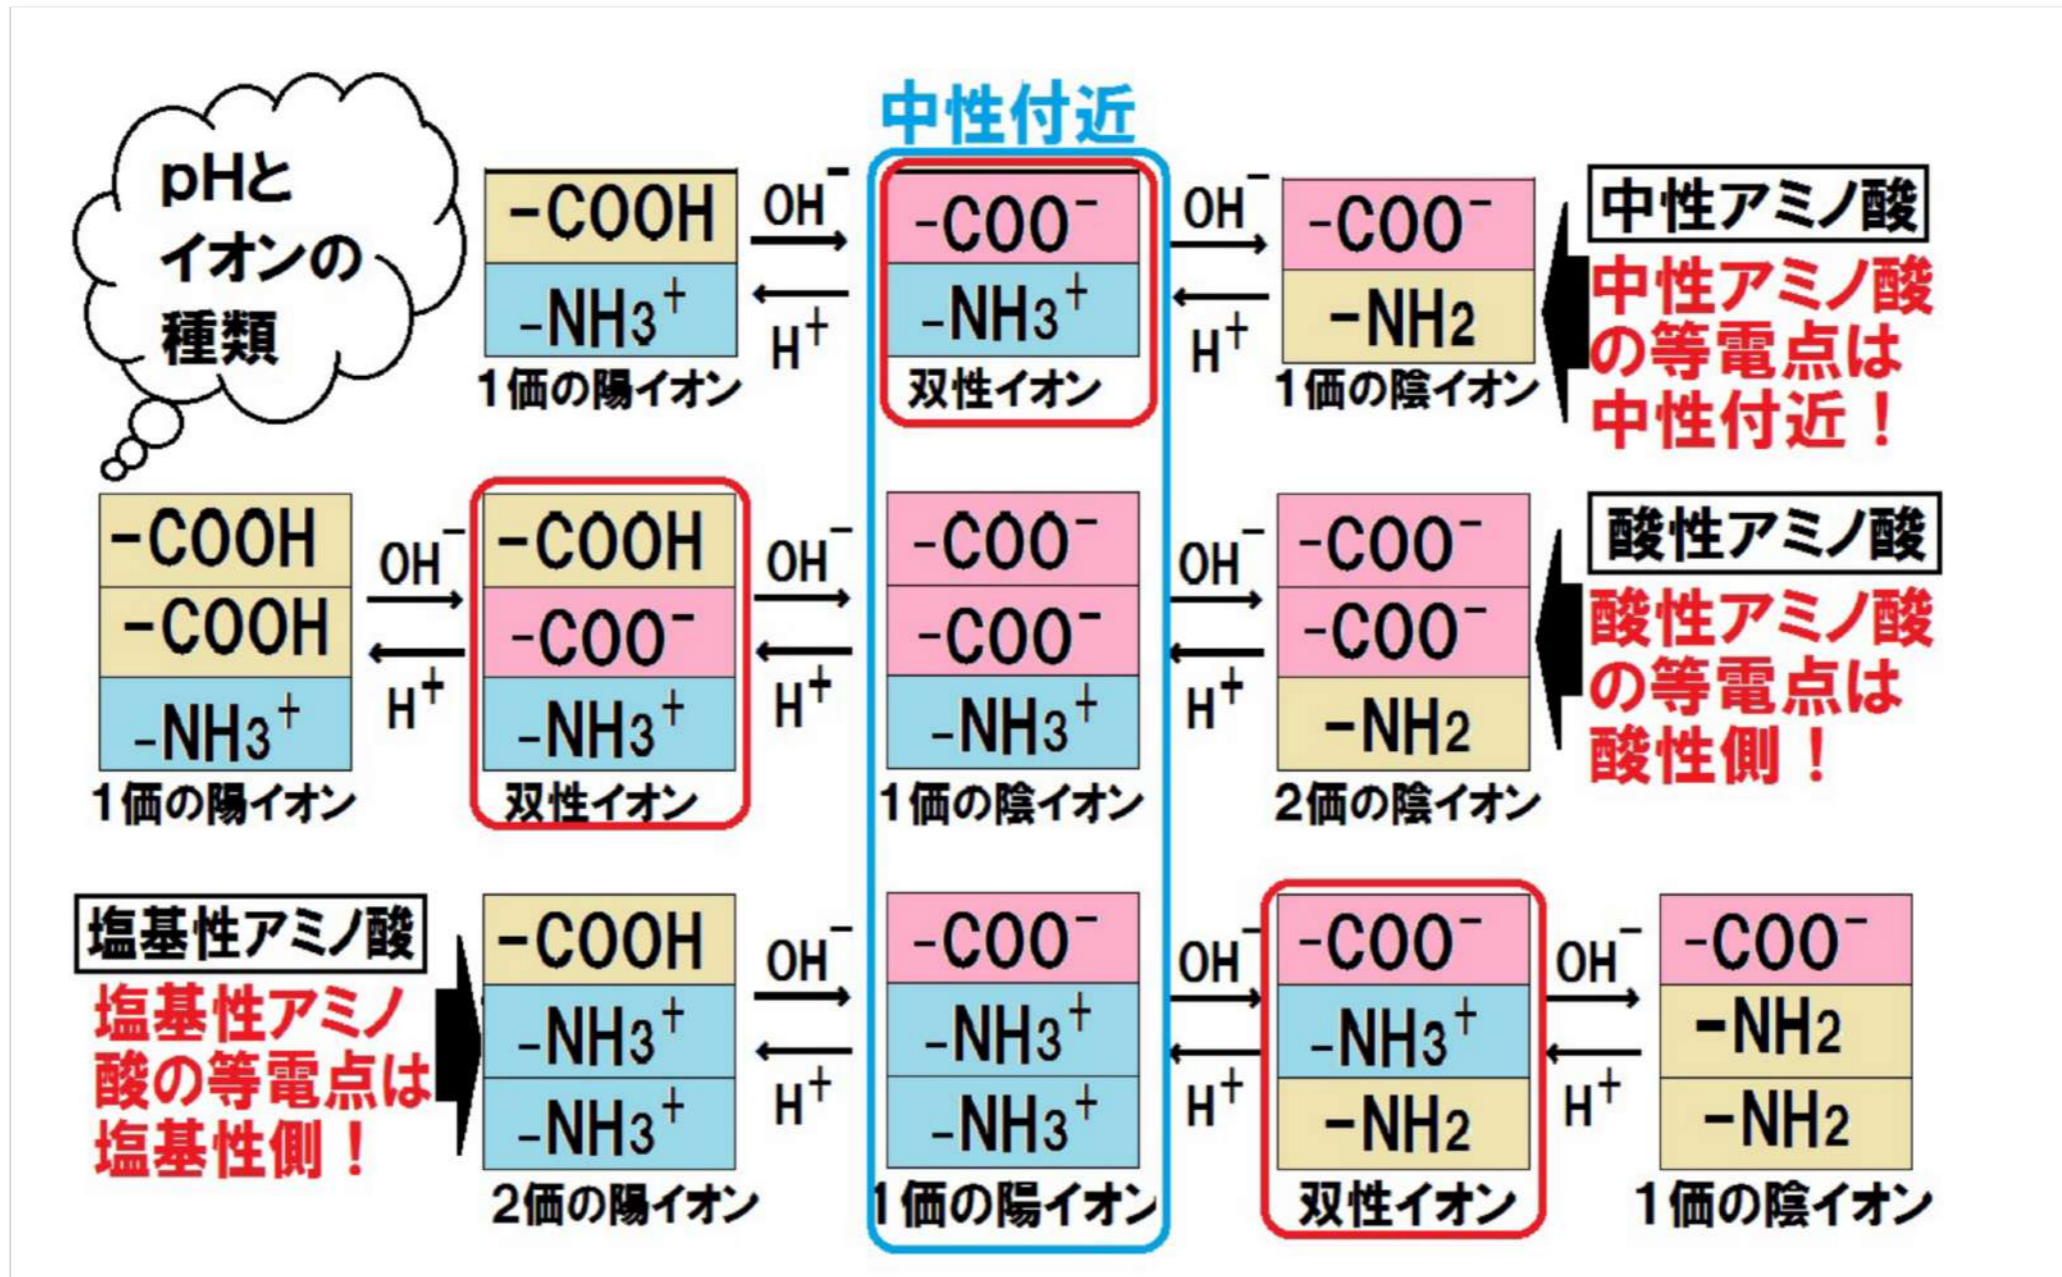 pHと
イオンの
種類
中性付近
-COOH
-NH3+
1価の陽イオン
OH-
H+
-COO-
-NH3+
双性イオン
OH-
H+
-COO-
-NH2
1価の陰イオン
中性アミノ酸
中性アミノ酸
の等電点は
中性付近！
-COOH
-COOH
-NH3+
1価の陽イオン
OH-
H+
-COOH
-COO-
-NH3+
双性イオン
OH-
H+
-COO-
-COO-
-NH3+
1価の陰イオン
OH-
H+
-COO-
-COO-
-NH2
2価の陰イオン
酸性アミノ酸
酸性アミノ酸
の等電点は
酸性側！
塩基性アミノ酸
塩基性アミノ
酸の等電点は
塩基性側！
-COOH
-NH3+
-NH3+
2価の陽イオン
OH-
H+
-COO-
-NH3+
-NH3+
1価の陽イオン
OH-
H+
-COO-
-NH3+
-NH2
双性イオン
OH-
H+
-COO-
-NH2
-NH2
1価の陰イオン